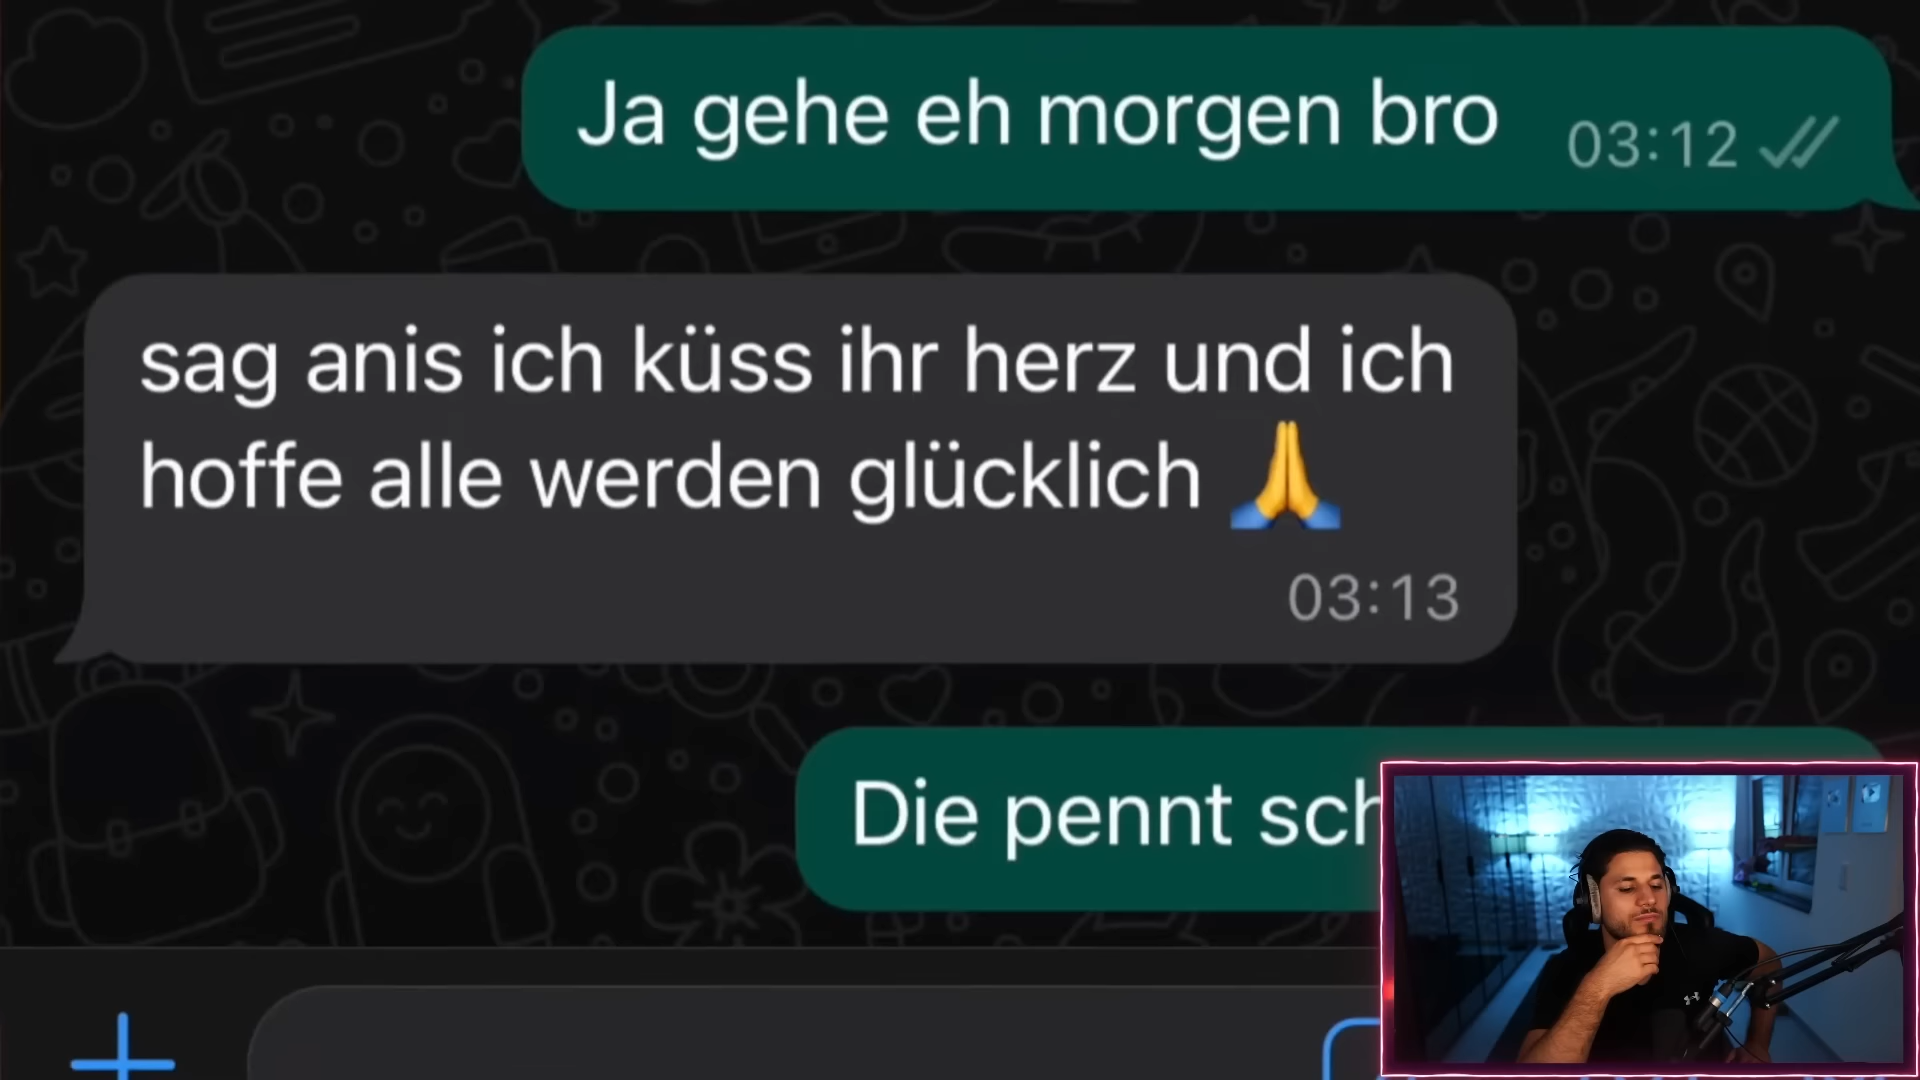 Ja gehe eh morgen bro
03:12
sag anis ich küss ihr herz und ich
hoffe alle werden glücklich 🙏
03:13
Die pennt